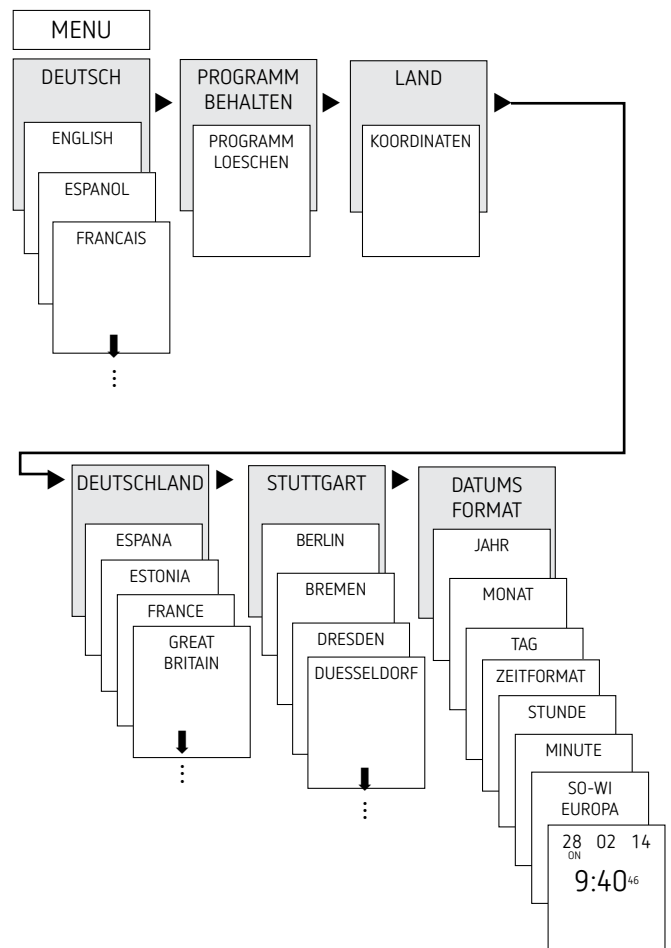 MENU
DEUTSCH
ENGLISH
ESPANOL
FRANCAIS
PROGRAMM
BEHALTEN
PROGRAMM
LOESCHEN
LAND
KOORDINATEN
DEUTSCHLAND
ESPANA
ESTONIA
FRANCE
GREAT
BRITAIN
STUTTGART
BERLIN
BREMEN
DRESDEN
DUESSELDORF
DATUMS
FORMAT
JAHR
MONAT
TAG
ZEITFORMAT
STUNDE
MINUTE
SO-WI
EUROPA
28 02 14
ON
9:40 46